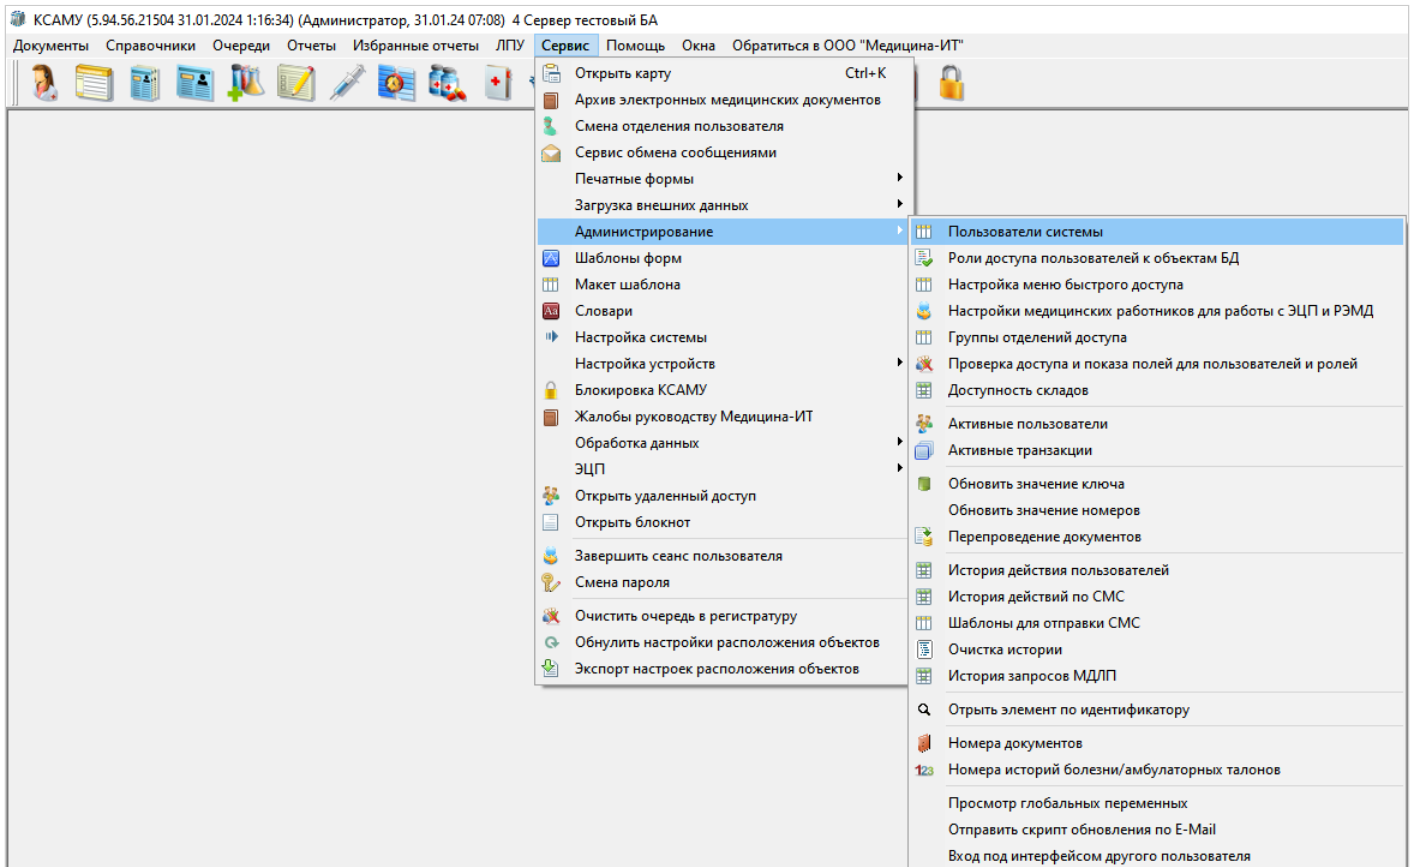 КСАМУ (5.94.56.21504 31.01.2024 1:16:34) (Администратор, 31.01.24 07:08) 4 Сервер тестовый БА
Документы Справочники Очереди Отчеты Избранные отчеты ЛПУ Сервис Помощь Окна Обратиться в ООО "Медицина-ИТ"
Открыть карту Ctrl+K
Архив электронных медицинских документов
Смена отделения пользователя
Сервис обмена сообщениями
Печатные формы
Загрузка внешних данных
Администрирование
Шаблоны форм
Макет шаблона
Aa Словари
Настройка системы
Настройка устройств
Блокировка КСАМУ
Жалобы руководству Медицина-ИТ
Обработка данных
ЭЦП
Открыть удаленный доступ
Открыть блокнот
Завершить сеанс пользователя
Смена пароля
Очистить очередь в регистратуру
Обнулить настройки расположения объектов
Экспорт настроек расположения объектов
Пользователи системы
Роли доступа пользователей к объектам БД
Настройка меню быстрого доступа
Настройки медицинских работников для работы с ЭЦП и РЭМД
Группы отделений доступа
Проверка доступа и показа полей для пользователей и ролей
Доступность складов
Активные пользователи
Активные транзакции
Обновить значение ключа
Обновить значение номеров
Перепроведение документов
История действия пользователей
История действий по СМС
Шаблоны для отправки СМС
Очистка истории
История запросов МДЛП
Отрыть элемент по идентификатору
Номера документов
123 Номера историй болезни/амбулаторных талонов
Просмотр глобальных переменных
Отправить скрипт обновления по E-Mail
Вход под интерфейсом другого пользователя